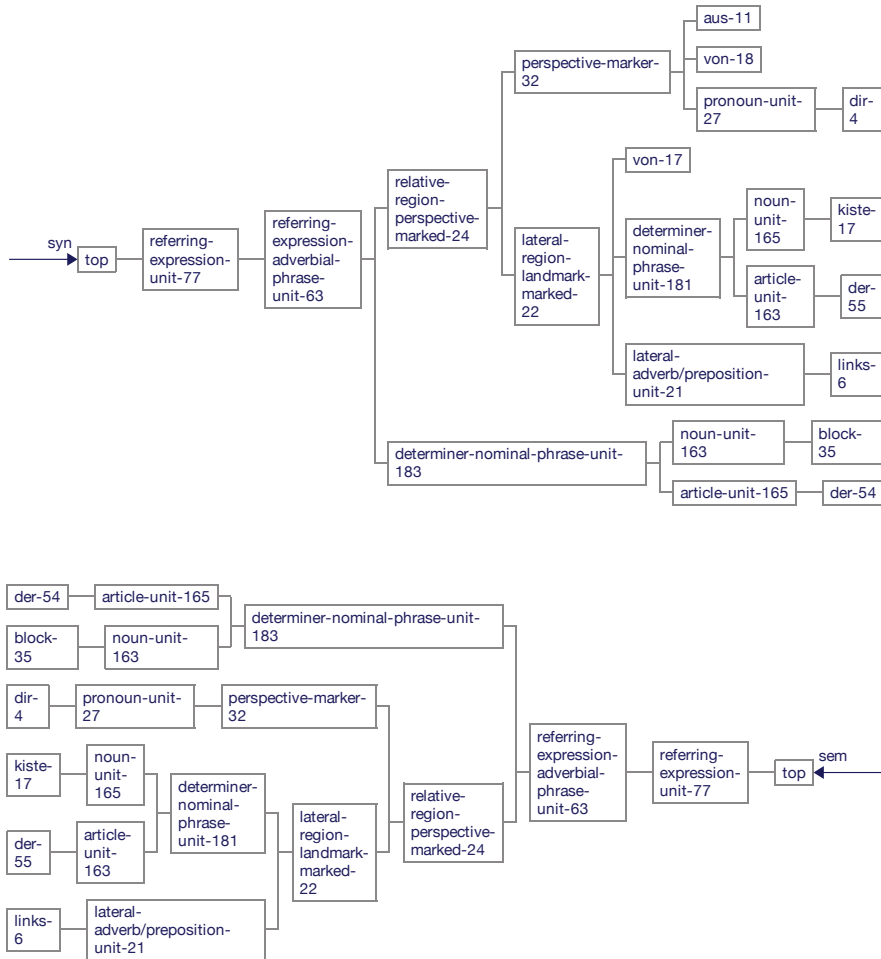 aus-11
von-18
perspective-marker-
32
pronoun-unit-
27
dir-
4
von-17
relative-
region-
perspective-
marked-24
noun-
unit-
165
kiste-
17
syn
top
referring-
expression-
unit-77
referring-
expression-
adverbial-
phrase-
unit-63
lateral-
region-
landmark-
marked-
22
determiner-
nominal-
phrase-
unit-181
article-
unit-
163
der-
55
lateral-
adverb/preposition-
unit-21
links-
6
determiner-nominal-phrase-unit-
183
noun-unit-
163
block-
35
article-unit-165
der-54
der-54
article-unit-165
block-
35
noun-unit-
163
determiner-nominal-phrase-unit-
183
dir-
4
pronoun-unit-
27
perspective-marker-
32
kiste-
17
noun-
unit-
165
der-
55
article-
unit-
163
determiner-
nominal-
phrase-
unit-181
links-
6
lateral-
adverb/preposition-
unit-21
lateral-
region-
landmark-
marked-
22
relative-
region-
perspective-
marked-24
referring-
expression-
adverbial-
phrase-
unit-63
referring-
expression-
unit-77
top
sem